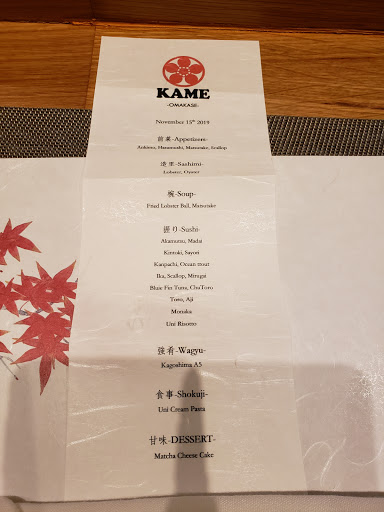 KAME
-OMAKASE-
November 15th 2019
前菜-Appetizers-
Ankimo, Hamamushi, Matsutake, Scallop
造里-Sashimi-
Lobster, Oyster
椀-Soup-
Fried Lobster Ball, Matsutake
握り-Sushi-
Akamutsu, Madai
Kinmoki, Sayori
Kanpachi, Ocean trout
Ika, Scallop, Mirugai
Blue Fin Tuna, ChuToro
Toro, Aji
Monaka
Uni Risotto
強肴-Wagyu-
Kagoshima A5
食事-Shokuji-
Uni Cream Pasta
甘味-DESSERT-
Matcha Cheese Cake